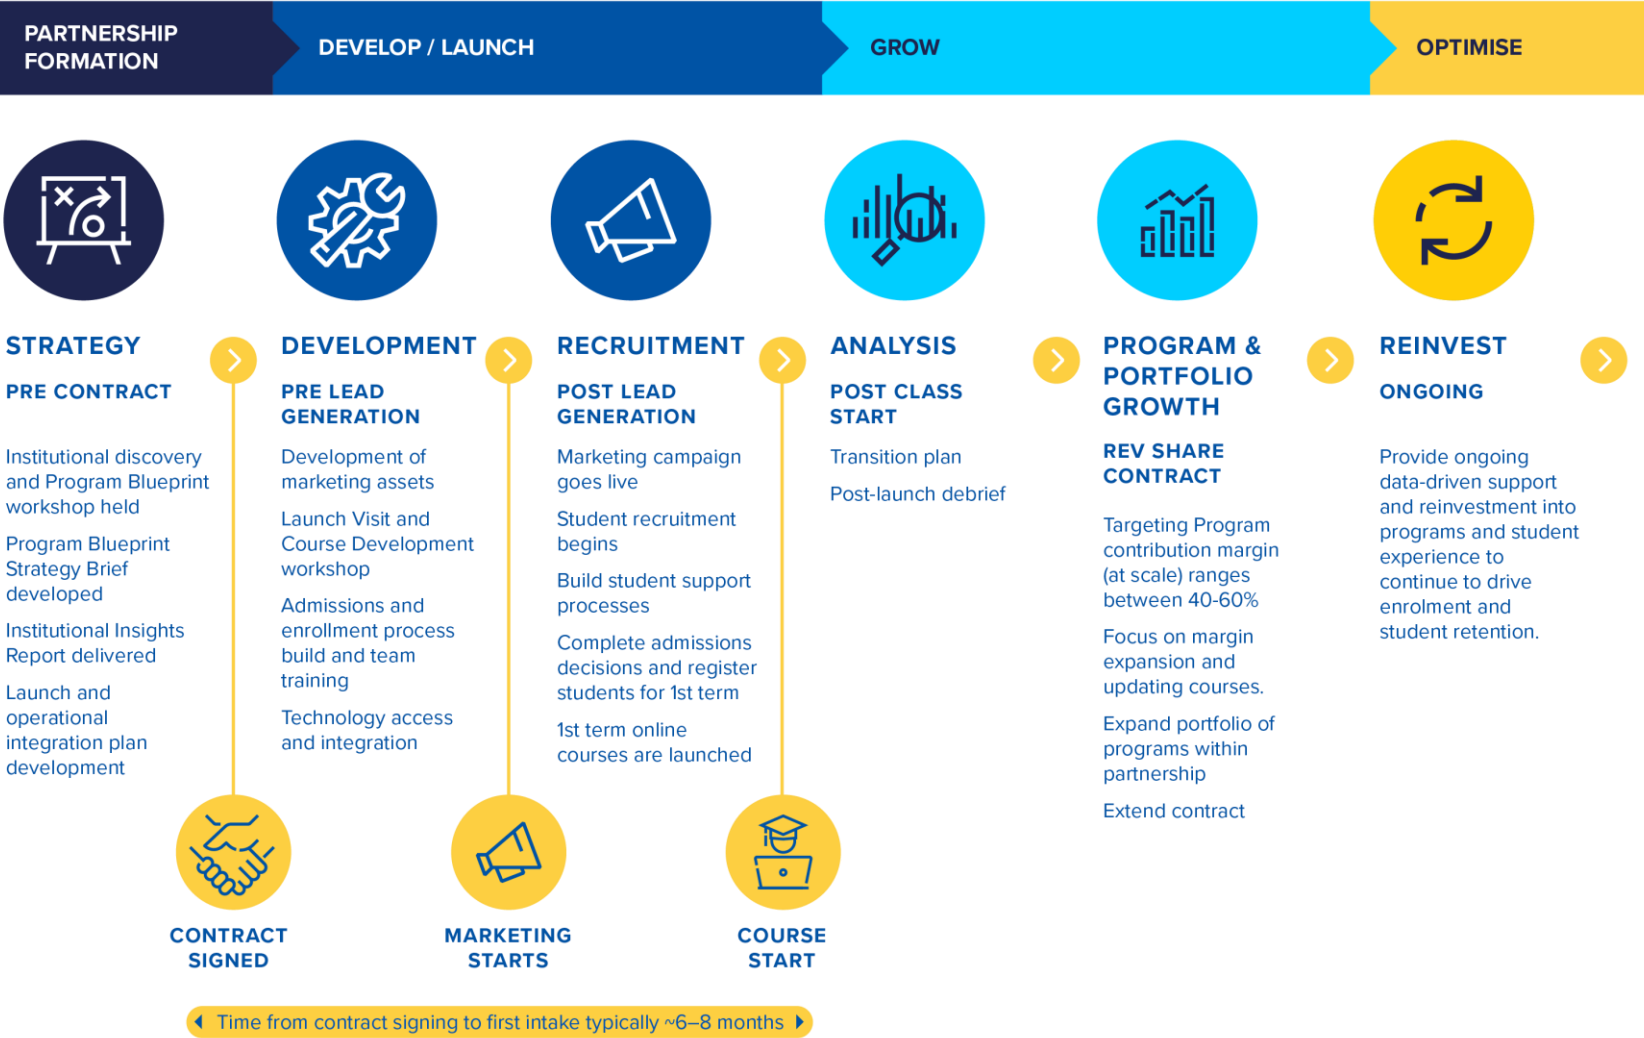 PARTNERSHIP
FORMATION
DEVELOP / LAUNCH
GROW
OPTIMISE
STRATEGY
PRE CONTRACT
Institutional discovery
and Program Blueprint
workshop held
Program Blueprint
Strategy Brief
developed
Institutional Insights
Report delivered
Launch and
operational
integration plan
development
DEVELOPMENT
PRE LEAD
GENERATION
Development of
marketing assets
Launch Visit and
Course Development
workshop
Admissions and
enrollment process
build and team
training
Technology access
and integration
RECRUITMENT
POST LEAD
GENERATION
Marketing campaign
goes live
Student recruitment
begins
Build student support
processes
Complete admissions
decisions and register
students for 1st term
1st term online
courses are launched
ANALYSIS
POST CLASS
START
Transition plan
Post-launch debrief
PROGRAM &
PORTFOLIO
GROWTH
REV SHARE
CONTRACT
Targeting Program
contribution margin
(at scale) ranges
between 40-60%
Focus on margin
expansion and
updating courses.
Expand portfolio of
programs within
partnership
Extend contract
REINVEST
ONGOING
Provide ongoing
data-driven support
and reinvestment into
programs and student
experience to
continue to drive
enrolment and
student retention.
CONTRACT
SIGNED
MARKETING
STARTS
COURSE
START
Time from contract signing to first intake typically ~6–8 months